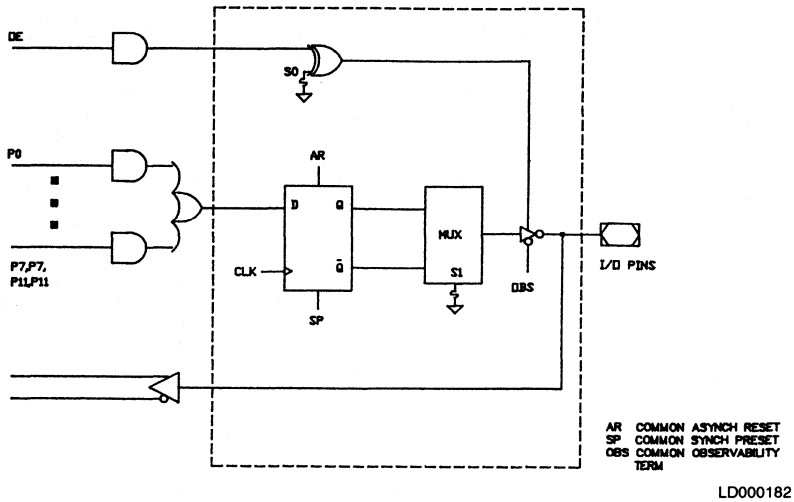 OE
S0
P0
AR
D Q
MUX
CLK
Q
S1
OBS
I/O PINS
P7,P7,
P11,P11
SP
AR COMMON ASYNCH RESET
SP COMMON SYNCH PRESET
OBS COMMON OBSERVABILITY
TERM
LD000182